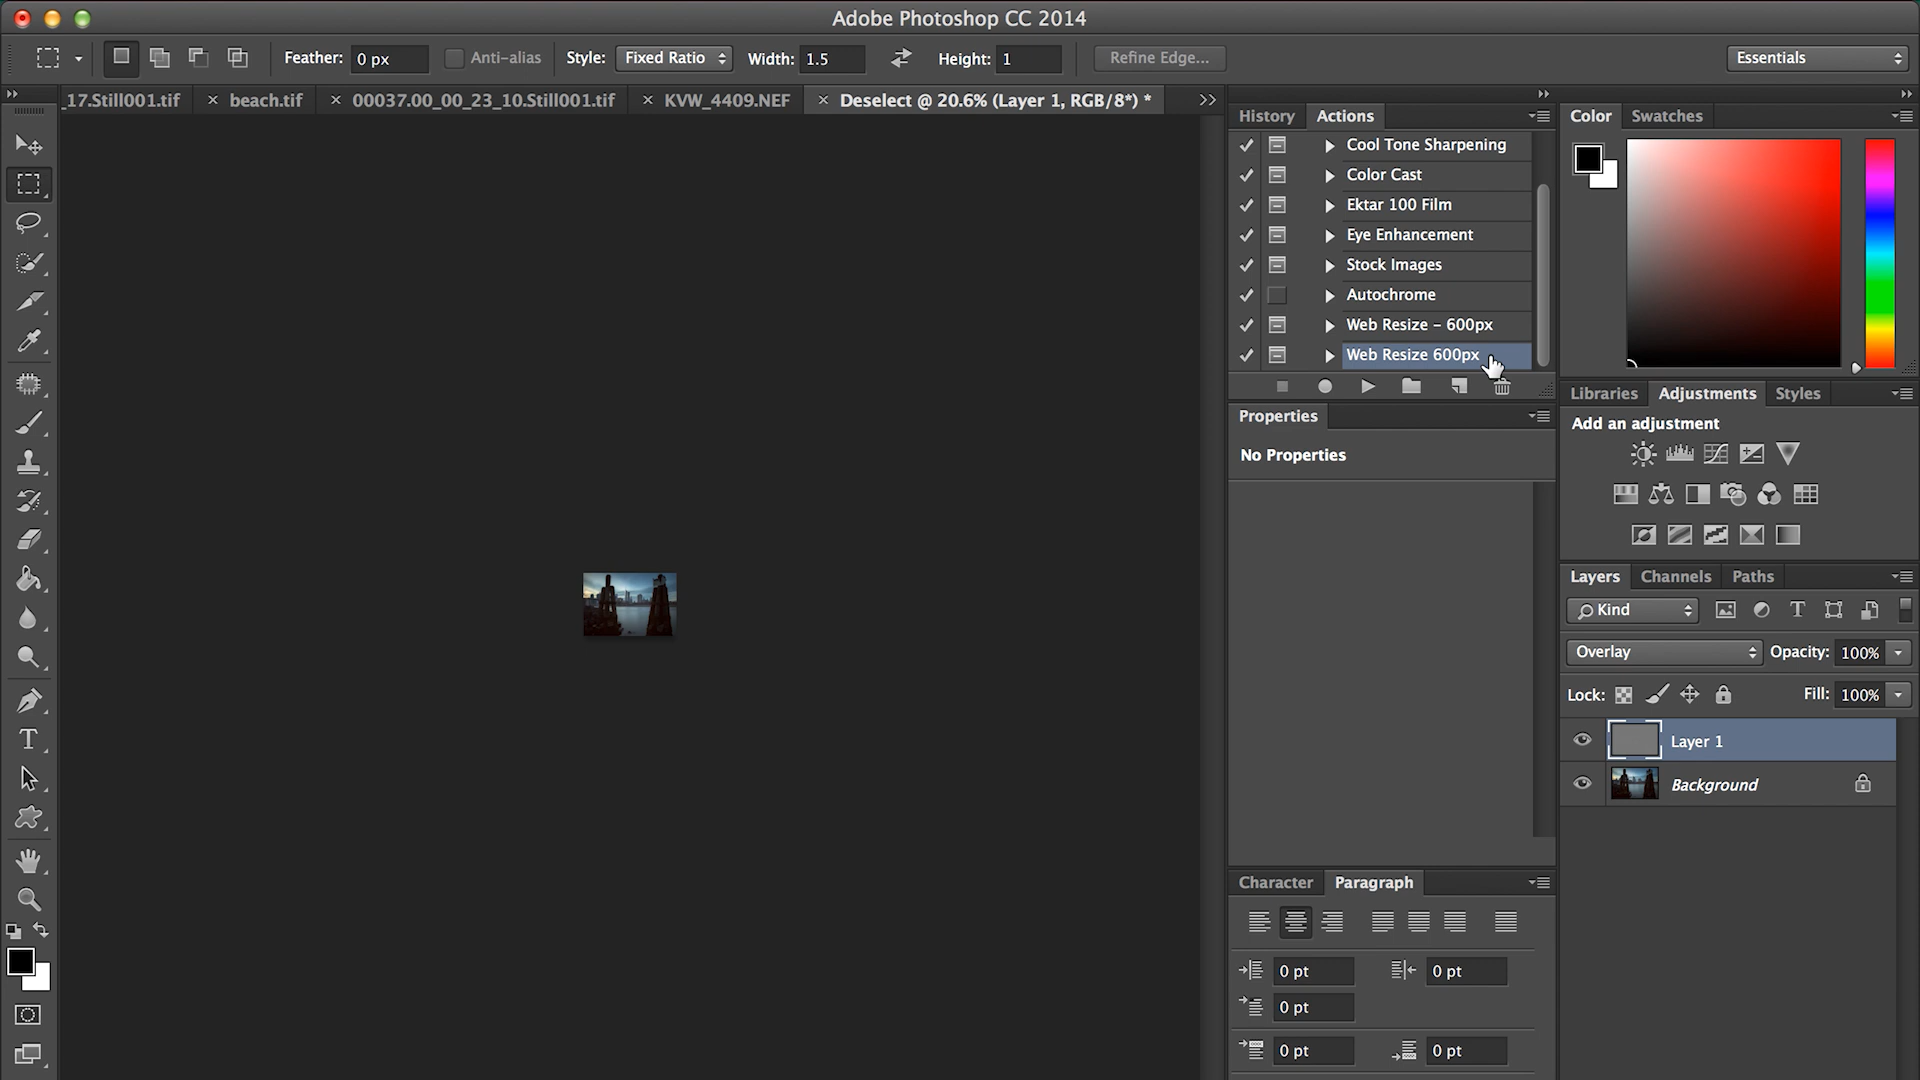 Adobe Photoshop CC 2014
Feather: 0 px Anti-alias Style: Fixed Ratio Width: 1.5 Height: 1 Refine Edge... Essentials
_17.Still001.tif × beach.tif × 00037.00_00_23_10.Still001.tif × KVW_4409.NEF × Deselect @ 20.6% (Layer 1, RGB/8*) *
History Actions
Cool Tone Sharpening
Color Cast
Ektar 100 Film
Eye Enhancement
Stock Images
Autochrome
Web Resize - 600px
Web Resize 600px
Properties
No Properties
Character Paragraph
0 pt 0 pt
0 pt
0 pt 0 pt
Color Swatches
Libraries Adjustments Styles
Add an adjustment
Layers Channels Paths
Kind
Overlay Opacity: 100%
Lock: Fill: 100%
Layer 1
Background